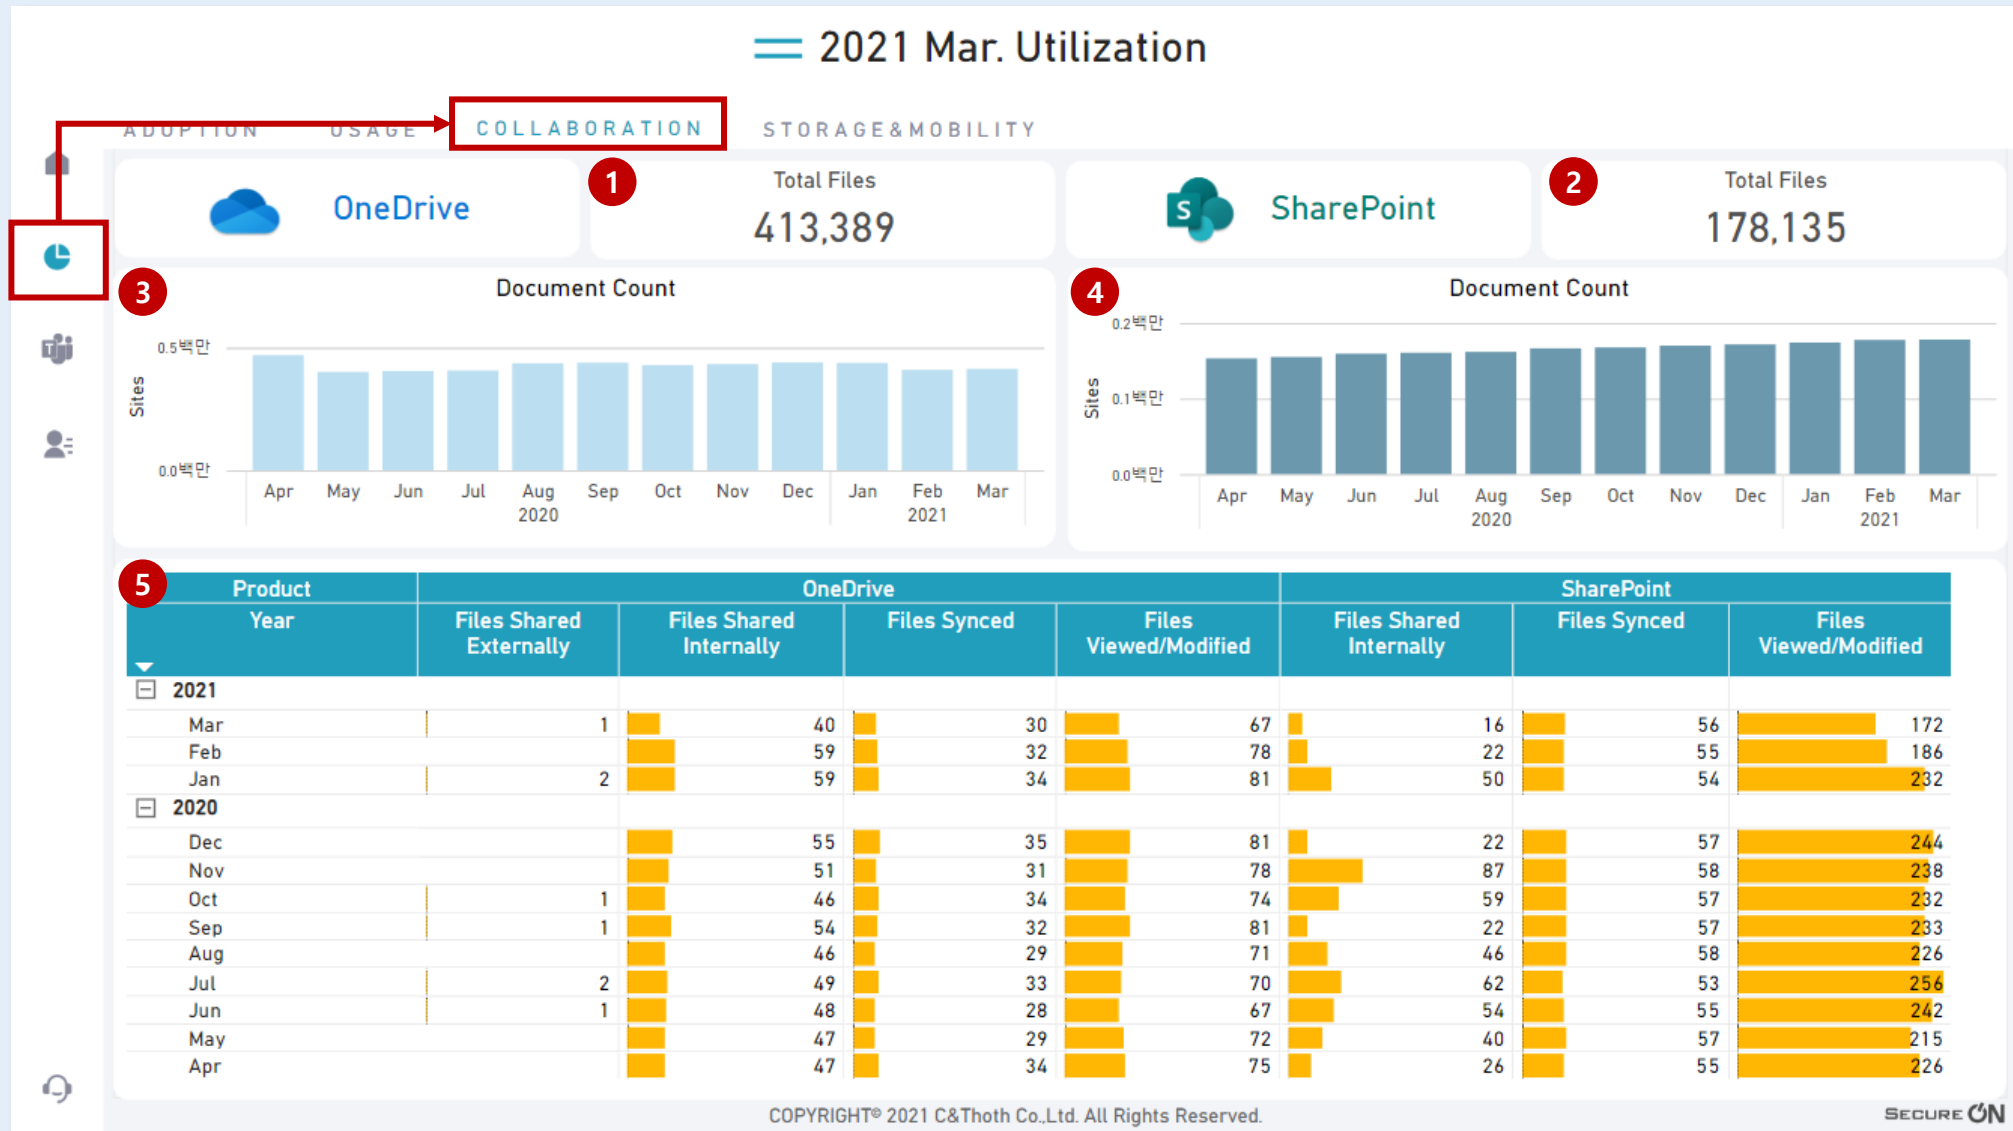 2021 Mar. Utilization
ADOPTION USAGE COLLABORATION STORAGE&MOBILITY
OneDrive
1
Total Files
413,389
S
SharePoint
2
Total Files
178,135
3
Document Count
0.5백만
0.0백만
Sites
Apr May Jun Jul Aug Sep Oct Nov Dec Jan Feb Mar
2020 2021
4
Document Count
0.2백만
0.1백만
0.0백만
Sites
Apr May Jun Jul Aug Sep Oct Nov Dec Jan Feb Mar
2020 2021
5
Product OneDrive SharePoint
Year Files Shared Externally Files Shared Internally Files Synced Files Viewed/Modified Files Shared Internally Files Synced Files Viewed/Modified
2021
Mar 1 40 30 67 16 56 172
Feb 59 32 78 22 55 186
Jan 2 59 34 81 50 54 232
2020
Dec 55 35 81 22 57 244
Nov 51 31 78 87 58 238
Oct 1 46 34 74 59 57 232
Sep 1 54 32 81 22 57 233
Aug 46 29 71 46 58 226
Jul 2 49 33 70 62 53 256
Jun 1 48 28 67 54 55 242
May 47 29 72 40 57 215
Apr 47 34 75 26 55 226
COPYRIGHT© 2021 C&Thoth Co.,Ltd. All Rights Reserved.
SECURE ON